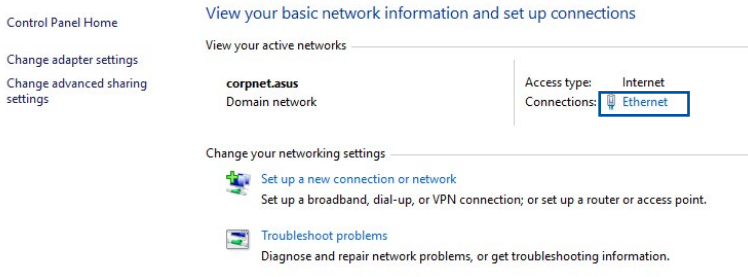 Control Panel Home
Change adapter settings
Change advanced sharing
settings
View your basic network information and set up connections
View your active networks
corpnet.asus
Domain network
Access type: Internet
Connections: Ethernet
Change your networking settings
Set up a new connection or network
Set up a broadband, dial-up, or VPN connection; or set up a router or access point.
Troubleshoot problems
Diagnose and repair network problems, or get troubleshooting information.